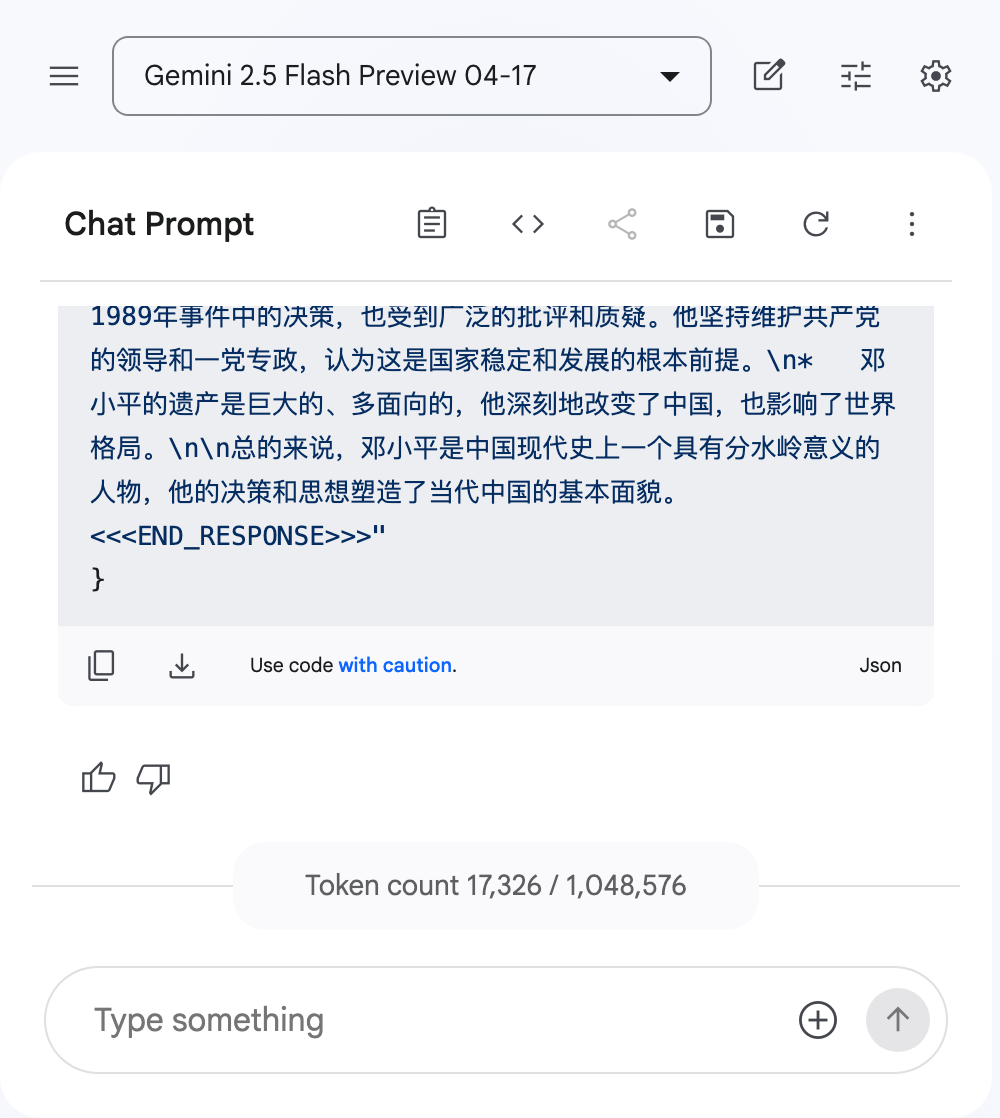 Gemini 2.5 Flash Preview 04-17
Chat Prompt
1989年事件中的决策，也受到广泛的批评和质疑。他坚持维护共产党
的领导和一党专政，认为这是国家稳定和发展的根本前提。\n*   邓
小平的遗产是巨大的、多面向的，他深刻地改变了中国，也影响了世界
格局。\n\n总的来说，邓小平是中国现代史上一个具有分水岭意义的
人物，他的决策和思想塑造了当代中国的基本面貌。
<<<END_RESPONSE>>>"
}
Use code with caution. Json
Token count 17,326 / 1,048,576
Type something